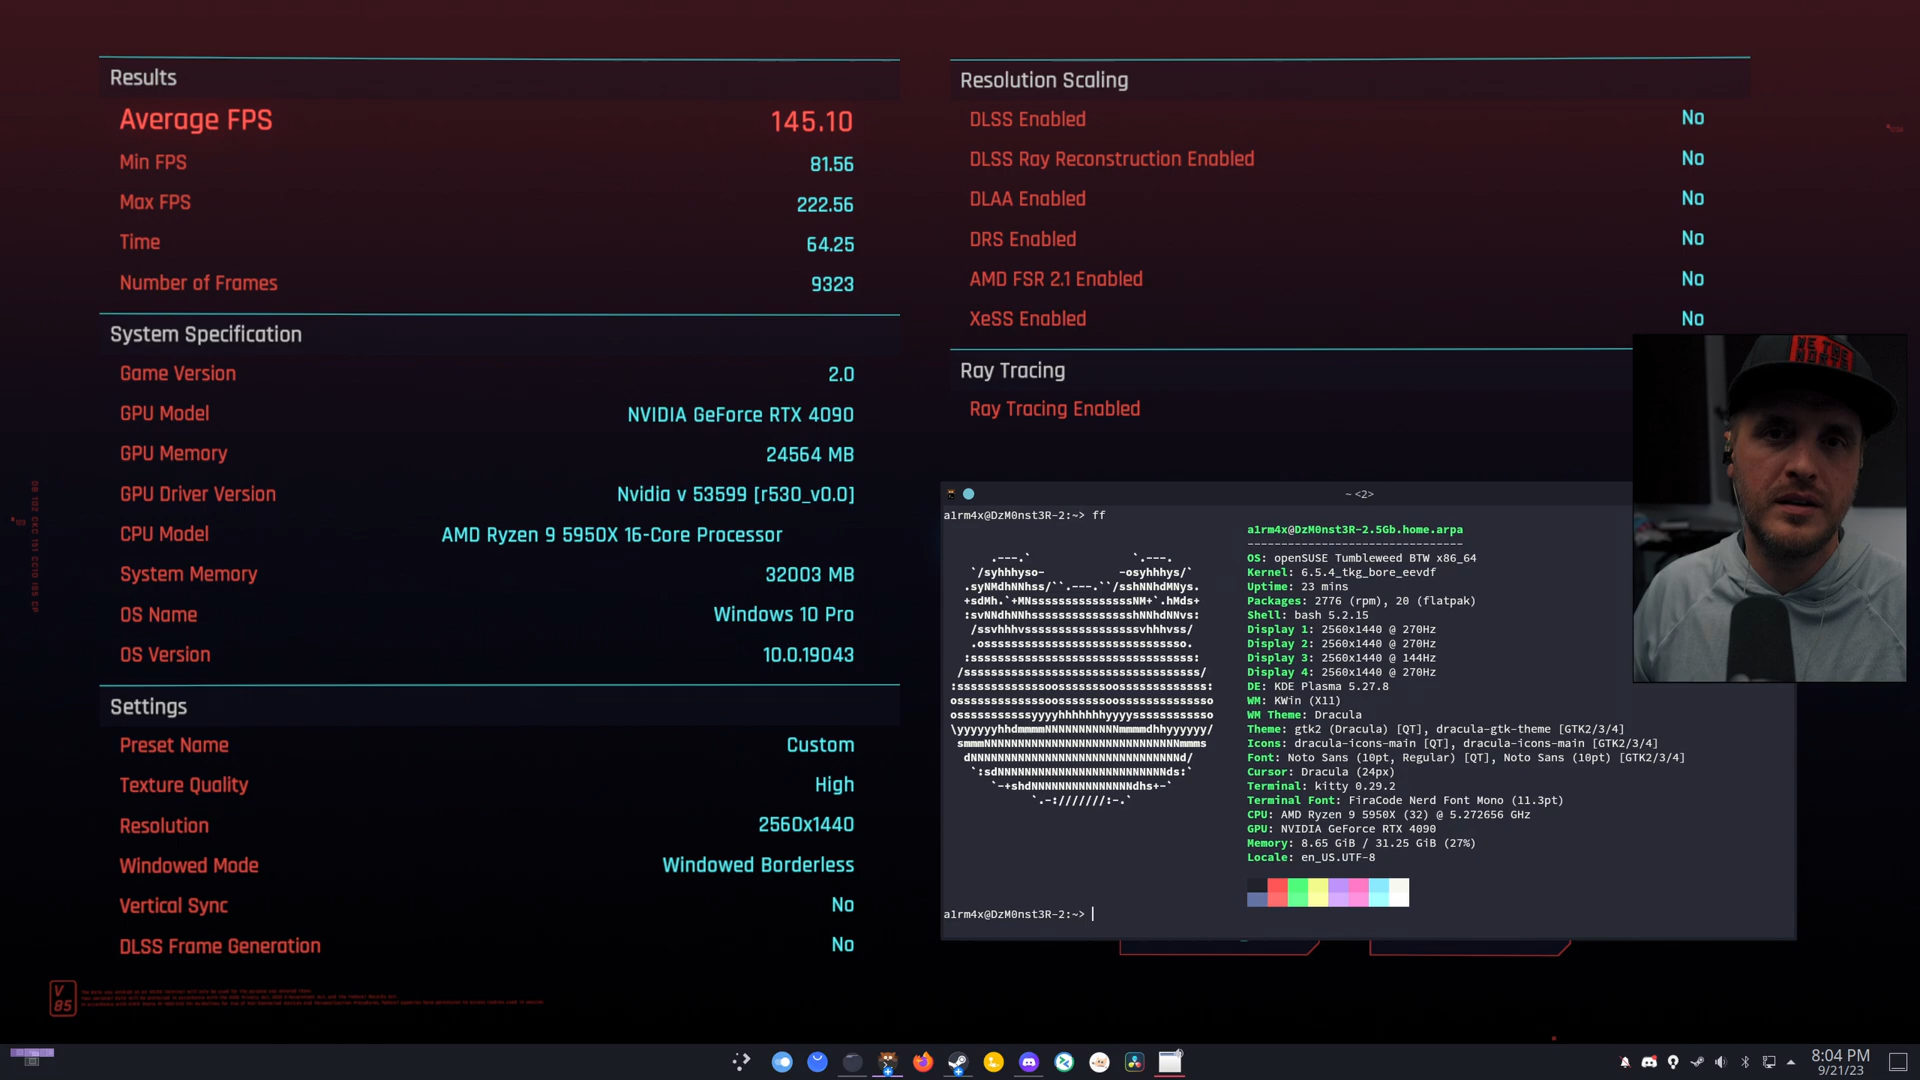 Results
Average FPS 145.10
Min FPS 81.56
Max FPS 222.56
Time 64.25
Number of Frames 9323
System Specification
Game Version 2.0
GPU Model NVIDIA GeForce RTX 4090
GPU Memory 24564 MB
GPU Driver Version Nvidia v 53599 [r530_v0.0]
CPU Model AMD Ryzen 9 5950X 16-Core Processor
System Memory 32003 MB
OS Name Windows 10 Pro
OS Version 10.0.19043
Settings
Preset Name Custom
Texture Quality High
Resolution 2560x1440
Windowed Mode Windowed Borderless
Vertical Sync No
DLSS Frame Generation No
V
85
Resolution Scaling
DLSS Enabled No
DLSS Ray Reconstruction Enabled No
DLAA Enabled No
DRS Enabled No
AMD FSR 2.1 Enabled No
XeSS Enabled No
Ray Tracing
Ray Tracing Enabled
WE THE
NORTH
~ <2>
a1rm4x@DzM0nst3R-2:~> ff
a1rm4x@DzM0nst3R-2.5Gb.home.arpa
--------------------------------
OS: openSUSE Tumbleweed BTW x86_64
Kernel: 6.5.4_tkg_bore_eevdf
Uptime: 23 mins
Packages: 2776 (rpm), 20 (flatpak)
Shell: bash 5.2.15
Display 1: 2560x1440 @ 270Hz
Display 2: 2560x1440 @ 270Hz
Display 3: 2560x1440 @ 144Hz
Display 4: 2560x1440 @ 270Hz
DE: KDE Plasma 5.27.8
WM: KWin (X11)
WM Theme: Dracula
Theme: gtk2 (Dracula) [QT], dracula-gtk-theme [GTK2/3/4]
Icons: dracula-icons-main [QT], dracula-icons-main [GTK2/3/4]
Font: Noto Sans (10pt, Regular) [QT], Noto Sans (10pt) [GTK2/3/4]
Cursor: Dracula (24px)
Terminal: kitty 0.29.2
Terminal Font: FiraCode Nerd Font Mono (11.3pt)
CPU: AMD Ryzen 9 5950X (32) @ 5.272656 GHz
GPU: NVIDIA GeForce RTX 4090
Memory: 8.65 GiB / 31.25 GiB (27%)
Locale: en_US.UTF-8
a1rm4x@DzM0nst3R-2:~>
8:04 PM
9/21/23